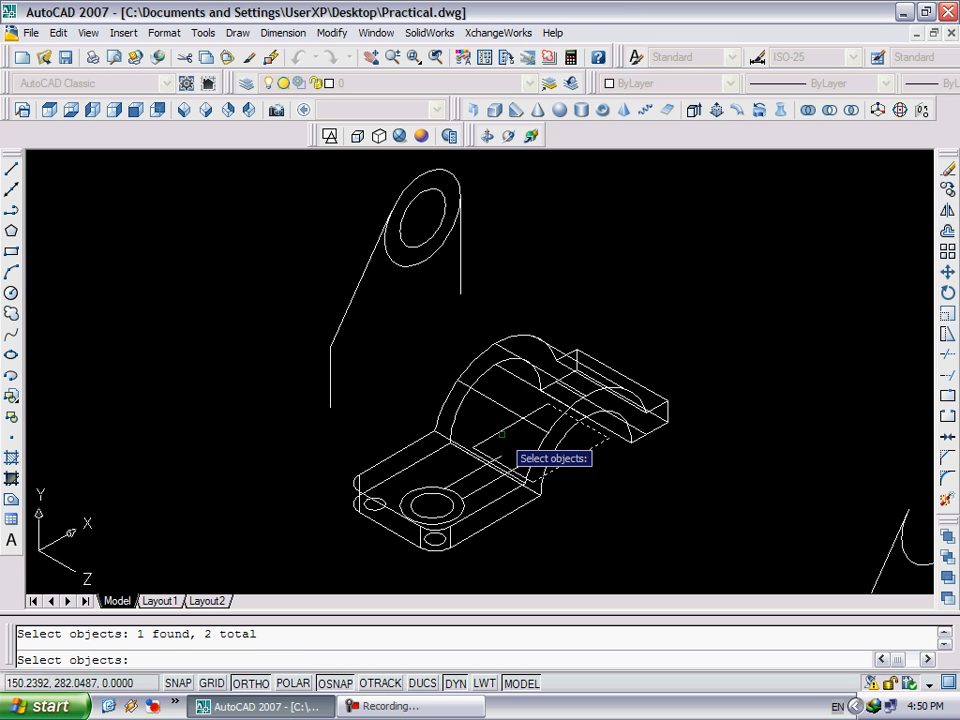 AutoCAD 2007 - [C:\Documents and Settings\UserXP\Desktop\Practical.dwg]
File Edit View Insert Format Tools Draw Dimension Modify Window SolidWorks XchangeWorks Help
Standard ISO-25 Standard
AutoCAD Classic 0 ByLayer ByLayer ByL
Select objects:
Y
X
Z
A
Model Layout1 Layout2
Select objects: 1 found, 2 total
Select objects:
150.2392, 282.0487, 0.0000 SNAP GRID ORTHO POLAR OSNAP OTRACK DUCS DYN LWT MODEL
start » AutoCAD 2007 - [C:\... Recording... EN 4:50 PM